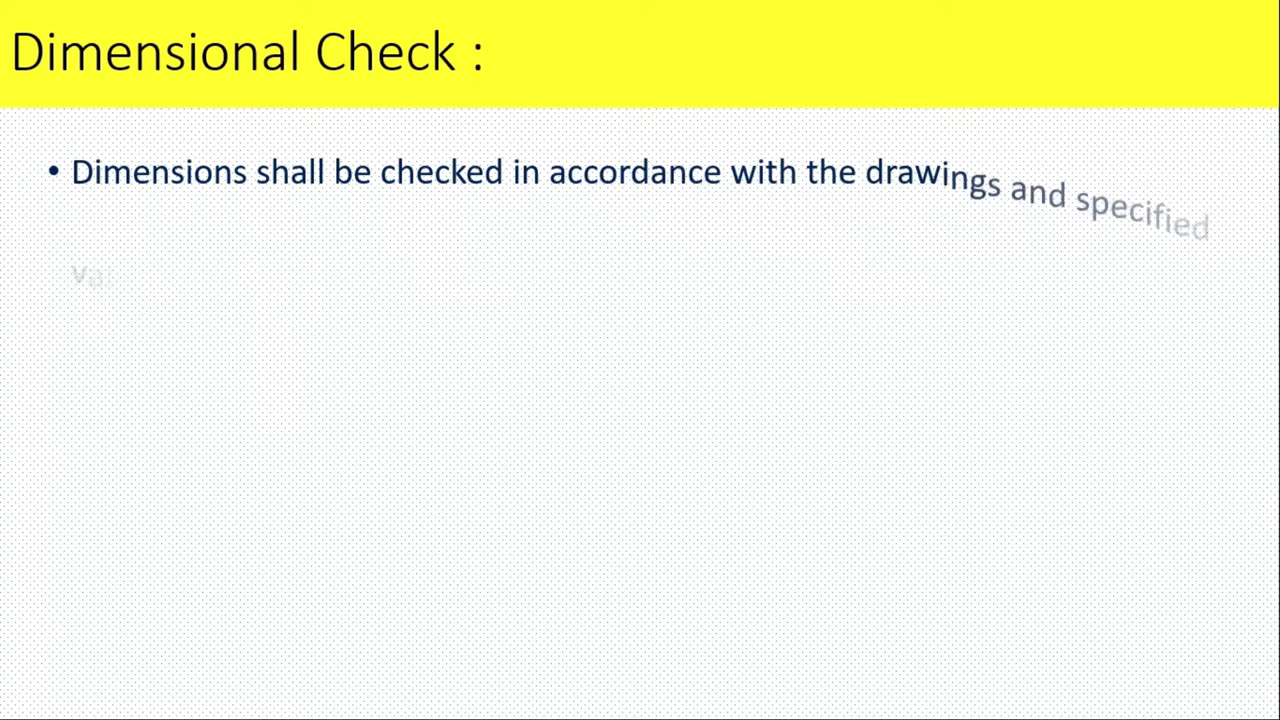 Dimensional Check :
• Dimensions shall be checked in accordance with the drawings and specified